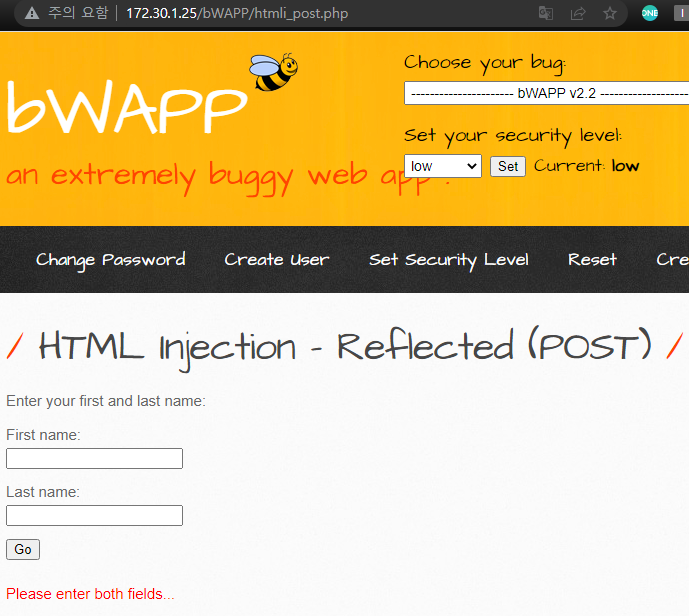 주의 요함 172.30.1.25/bWAPP/htmli_post.php
ONE
bWAPP
an extremely buggy web app !
Choose your bug:
---------------------- bWAPP v2.2 -------------------
Set your security level:
low Set Current: low
Change Password Create User Set Security Level Reset Cre
/ HTML Injection - Reflected (POST) /
Enter your first and last name:
First name:
Last name:
Go
Please enter both fields...